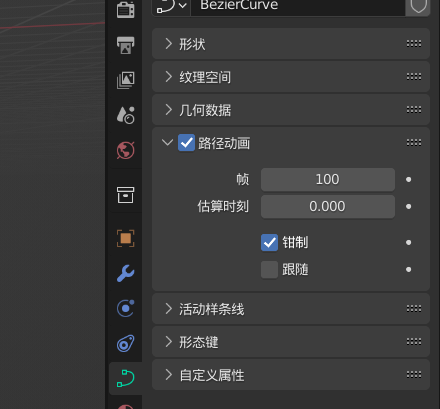 BezierCurve
形状
纹理空间
几何数据
路径动画
帧 100
估算时刻 0.000
钳制
跟随
活动样条线
形态键
自定义属性